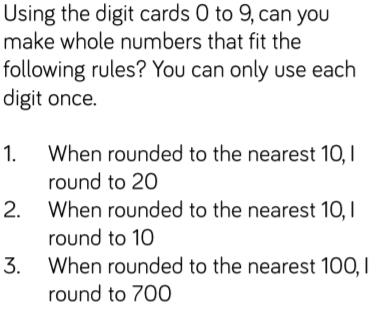 Using the digit cards 0 to 9, can you
make whole numbers that fit the
following rules? You can only use each
digit once.
1. When rounded to the nearest 10, I
round to 20
2. When rounded to the nearest 10, I
round to 10
3. When rounded to the nearest 100, I
round to 700